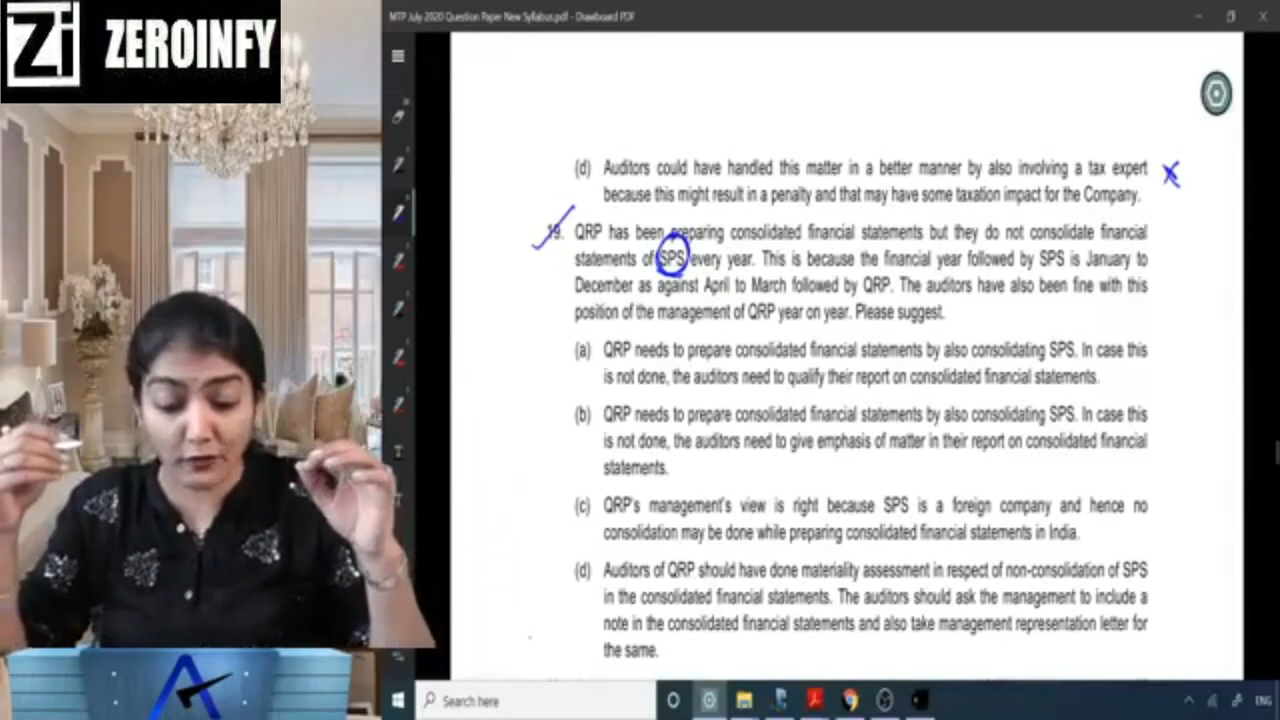 Zi ZEROINFY
MTP July 2020 Question Paper New Syllabus.pdf - Drawboard PDF
(d) Auditors could have handled this matter in a better manner by also involving a tax expert
because this might result in a penalty and that may have some taxation impact for the Company.
19. QRP has been preparing consolidated financial statements but they do not consolidate financial
statements of SPS every year. This is because the financial year followed by SPS is January to
December as against April to March followed by QRP. The auditors have also been fine with this
position of the management of QRP year on year. Please suggest.
(a) QRP needs to prepare consolidated financial statements by also consolidating SPS. In case this
is not done, the auditors need to qualify their report on consolidated financial statements.
(b) QRP needs to prepare consolidated financial statements by also consolidating SPS. In case this
is not done, the auditors need to give emphasis of matter in their report on consolidated financial
statements.
(c) QRP's management's view is right because SPS is a foreign company and hence no
consolidation may be done while preparing consolidated financial statements in India.
(d) Auditors of QRP should have done materiality assessment in respect of non-consolidation of SPS
in the consolidated financial statements. The auditors should ask the management to include a
note in the consolidated financial statements and also take management representation letter for
the same.
Search here
ENG